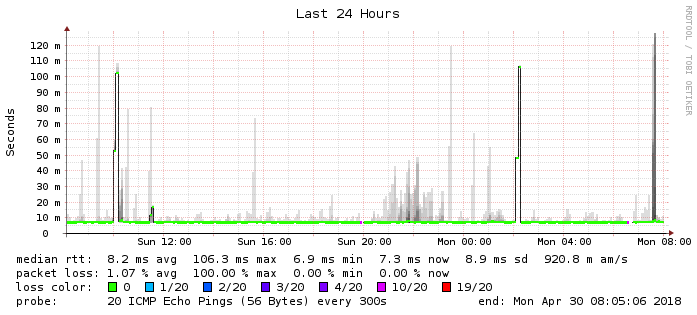 Last 24 Hours
RRDTOOL / TOBI OETIKER
Seconds
120 m
110 m
100 m
90 m
80 m
70 m
60 m
50 m
40 m
30 m
20 m
10 m
0
Sun 12:00 Sun 16:00 Sun 20:00 Mon 00:00 Mon 04:00 Mon 08:00
median rtt: 8.2 ms avg 106.3 ms max 6.9 ms min 7.3 ms now 8.9 ms sd 920.8 m am/s
packet loss: 1.07 % avg 100.00 % max 0.00 % min 0.00 % now
loss color: 0 1/20 2/20 3/20 4/20 10/20 19/20
probe: 20 ICMP Echo Pings (56 Bytes) every 300s end: Mon Apr 30 08:05:06 2018